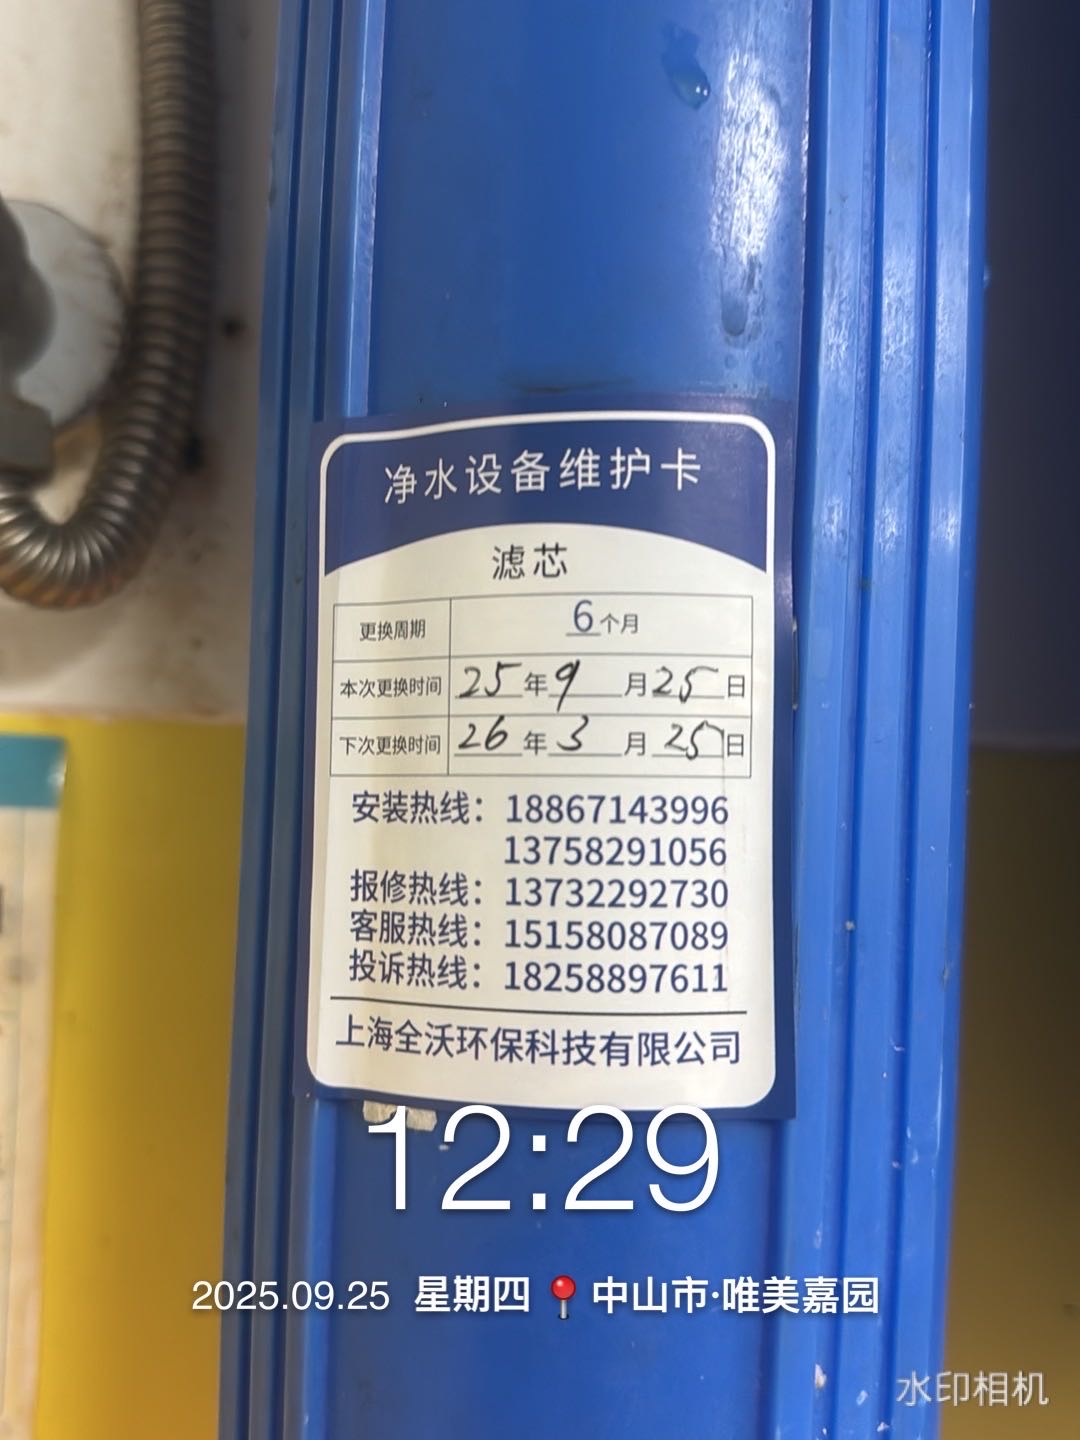 净水设备维护卡
滤芯
更换周期 6个月
本次更换时间 25年9月25日
下次更换时间 26年3月25日
安装热线：18867143996
13758291056
报修热线：13732292730
客服热线：15158087089
投诉热线：18258897611
上海全沃环保科技有限公司
12:29
2025.09.25 星期四 📍中山市·唯美嘉园
水印相机